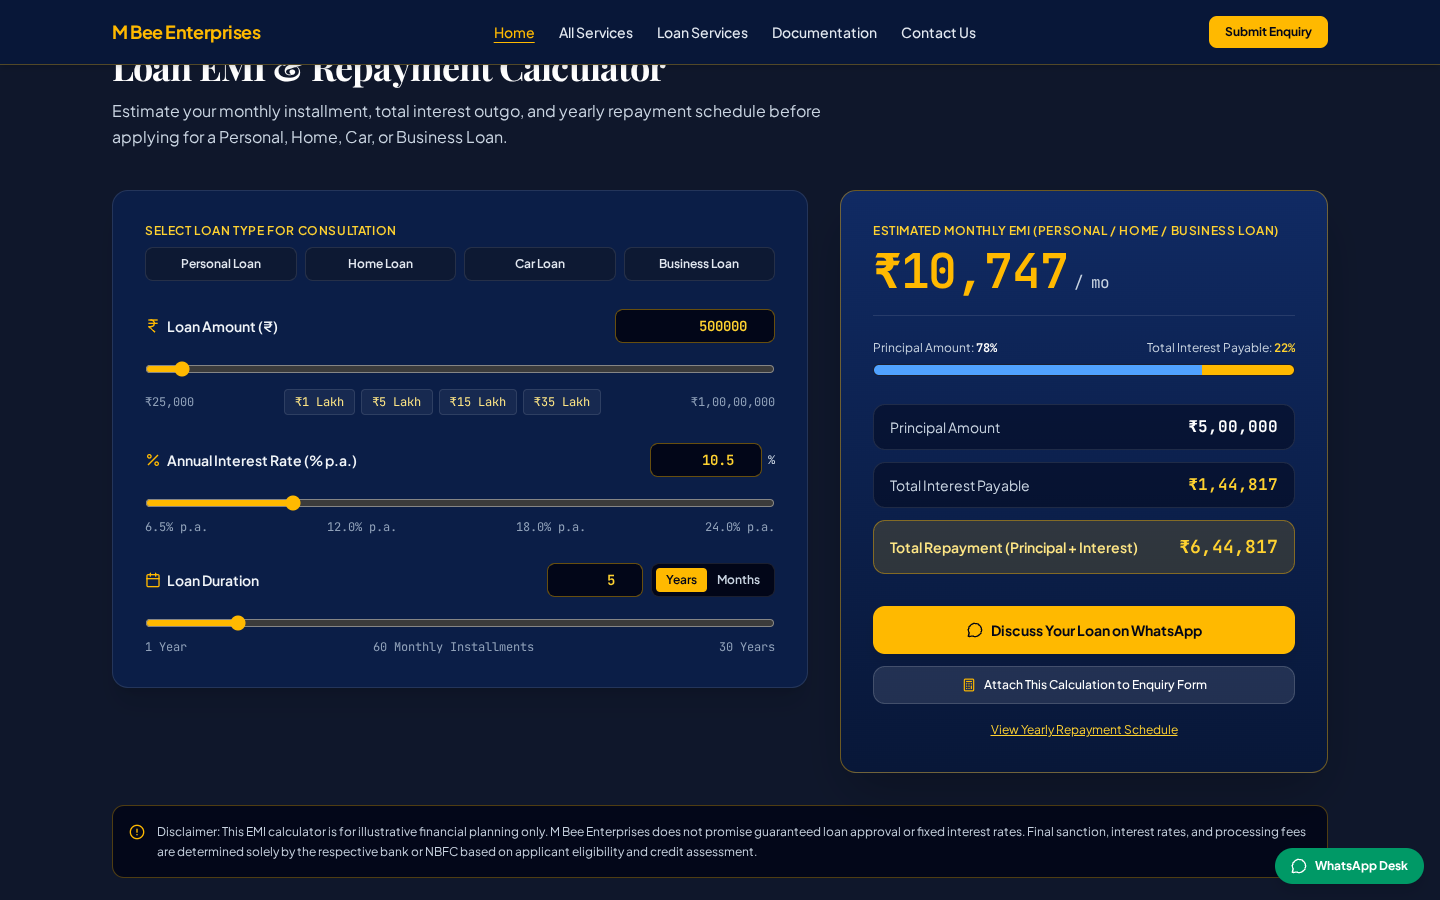 M Bee Enterprises
Home
All Services
Loan Services
Documentation
Contact Us
Submit Enquiry
Loan EMI & Repayment Calculator
Estimate your monthly installment, total interest outgo, and yearly repayment schedule before
applying for a Personal, Home, Car, or Business Loan.
SELECT LOAN TYPE FOR CONSULTATION
Personal Loan
Home Loan
Car Loan
Business Loan
Loan Amount (₹)
500000
₹25,000
₹1 Lakh
₹5 Lakh
₹15 Lakh
₹35 Lakh
₹1,00,00,000
Annual Interest Rate (% p.a.)
10.5
%
6.5% p.a.
12.0% p.a.
18.0% p.a.
24.0% p.a.
Loan Duration
5
Years
Months
1 Year
60 Monthly Installments
30 Years
ESTIMATED MONTHLY EMI (PERSONAL / HOME / BUSINESS LOAN)
₹10,747 / mo
Principal Amount: 78%
Total Interest Payable: 22%
Principal Amount
₹5,00,000
Total Interest Payable
₹1,44,817
Total Repayment (Principal + Interest)
₹6,44,817
Discuss Your Loan on WhatsApp
Attach This Calculation to Enquiry Form
View Yearly Repayment Schedule
Disclaimer: This EMI calculator is for illustrative financial planning only. M Bee Enterprises does not promise guaranteed loan approval or fixed interest rates. Final sanction, interest rates, and processing fees
are determined solely by the respective bank or NBFC based on applicant eligibility and credit assessment.
WhatsApp Desk